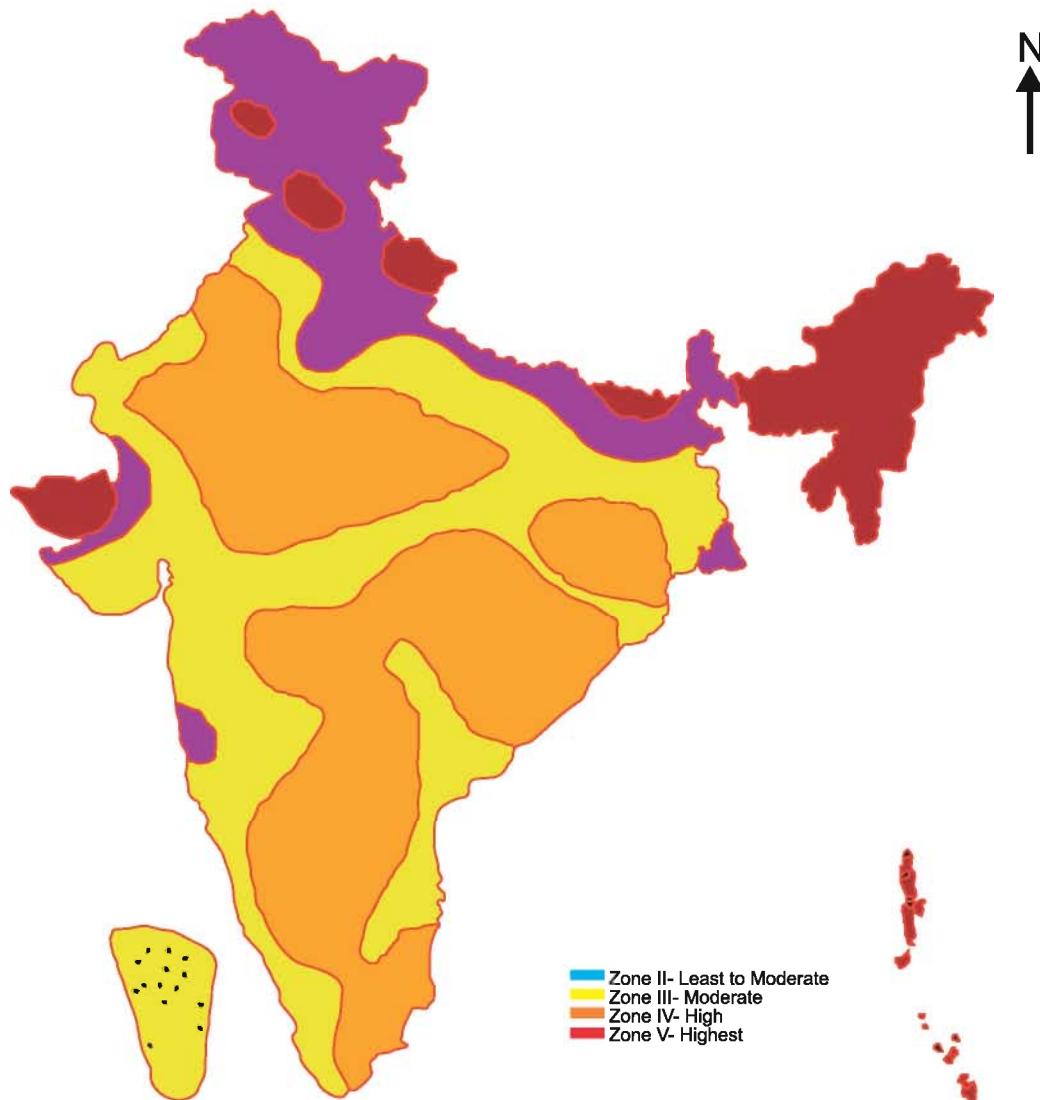 N
Zone II- Least to Moderate
Zone III- Moderate
Zone IV- High
Zone V- Highest